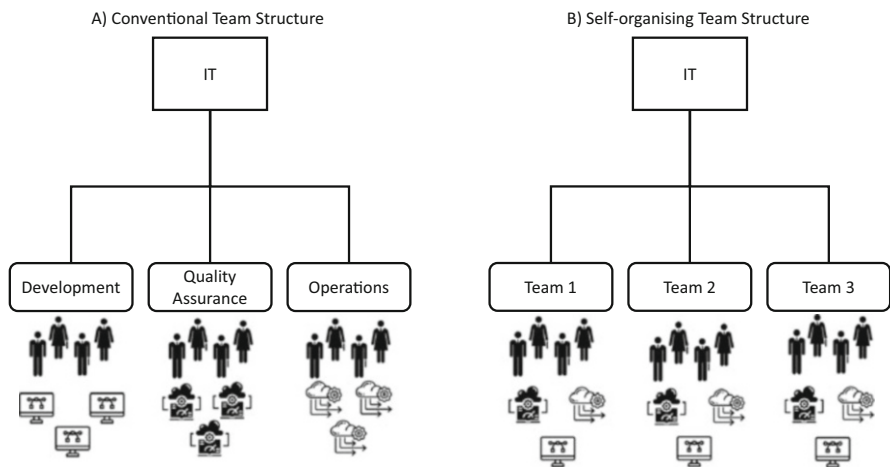 A) Conventional Team Structure
B) Self-organising Team Structure
IT
IT
Development
Quality
Assurance
Operations
Team 1
Team 2
Team 3